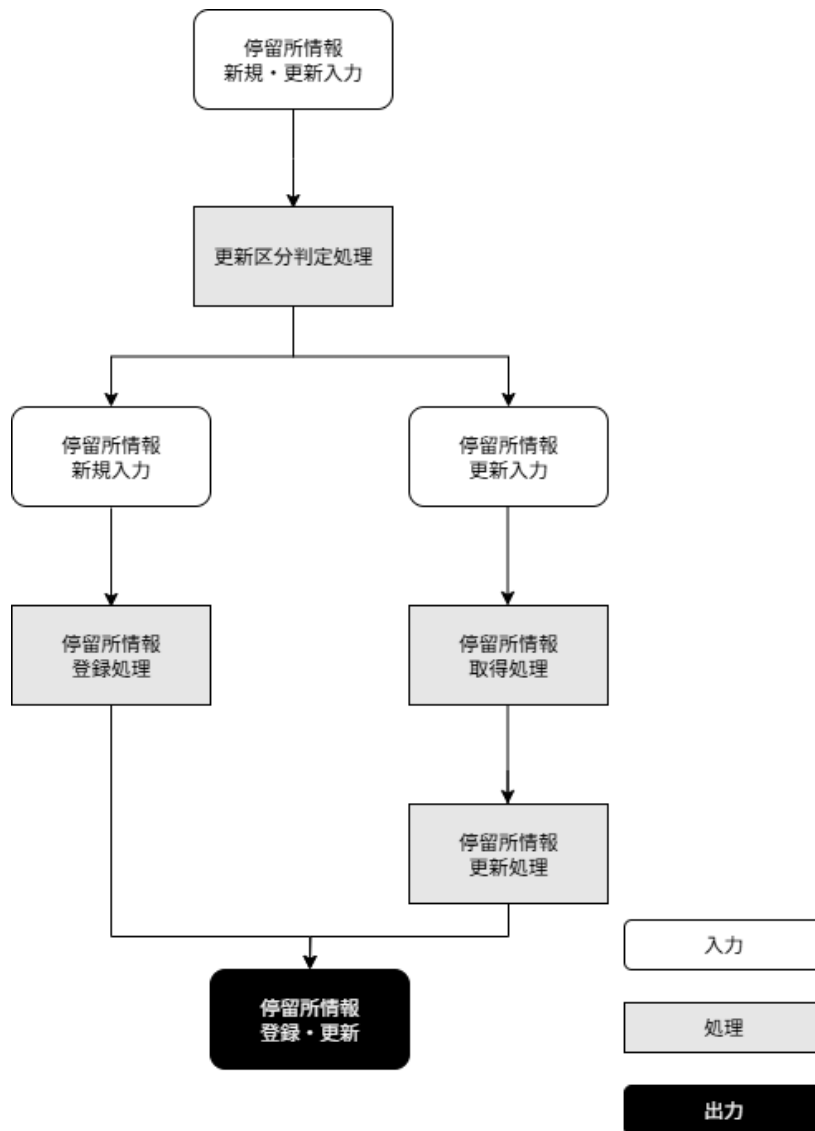 停留所情報
新規・更新入力
更新区分判定処理
停留所情報
新規入力
停留所情報
更新入力
停留所情報
登録処理
停留所情報
取得処理
停留所情報
更新処理
停留所情報
登録・更新
入力
処理
出力